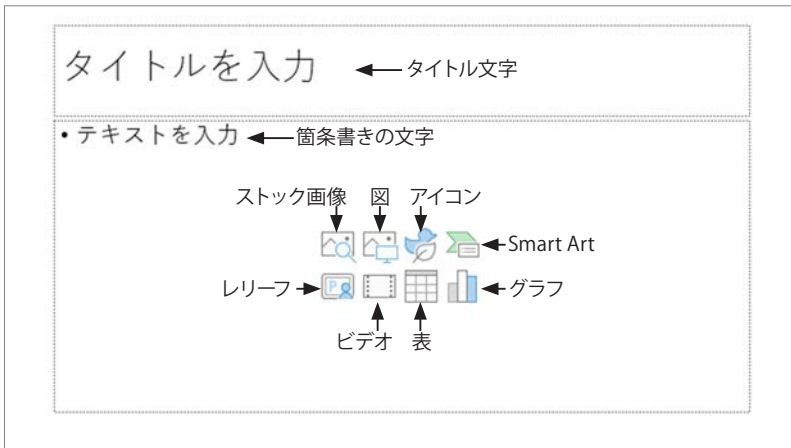 タイトルを入力 タイトル文字
• テキストを入力 箇条書きの文字
ストック画像 図 アイコン
Smart Art
レリーフ P グラフ
ビデオ 表